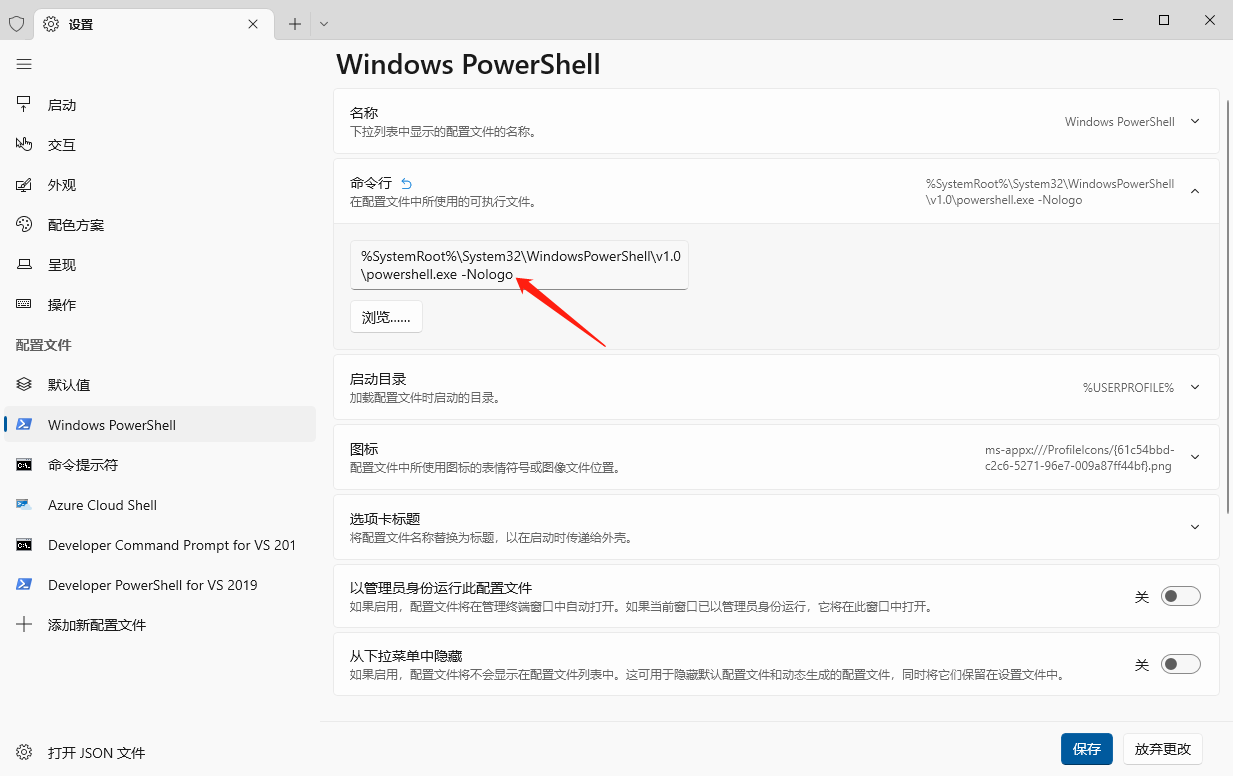 设置
Windows PowerShell
启动
交互
外观
配色方案
呈现
操作
配置文件
默认值
Windows PowerShell
命令提示符
Azure Cloud Shell
Developer Command Prompt for VS 201
Developer PowerShell for VS 2019
添加新配置文件
打开 JSON 文件
名称
下拉列表中显示的配置文件的名称。
Windows PowerShell
命令行
在配置文件中所使用的可执行文件。
%SystemRoot%\System32\WindowsPowerShell
\v1.0\powershell.exe -Nologo
%SystemRoot%\System32\WindowsPowerShell\v1.0
\powershell.exe -Nologo
浏览......
启动目录
加载配置文件时启动的目录。
%USERPROFILE%
图标
配置文件中所使用图标的表情符号或图像文件位置。
ms-appx:///ProfileIcons/{61c54bbd-
c2c6-5271-96e7-009a87ff44bf}.png
选项卡标题
将配置文件名称替换为标题，以在启动时传递给外壳。
以管理员身份运行此配置文件
如果启用，配置文件将在管理终端窗口中自动打开。如果当前窗口已以管理员身份运行，它将在此窗口中打开。
关
从下拉菜单中隐藏
如果启用，配置文件将不会显示在配置文件列表中。这可用于隐藏默认配置文件和动态生成的配置文件，同时将它们保留在设置文件中。
关
保存
放弃更改